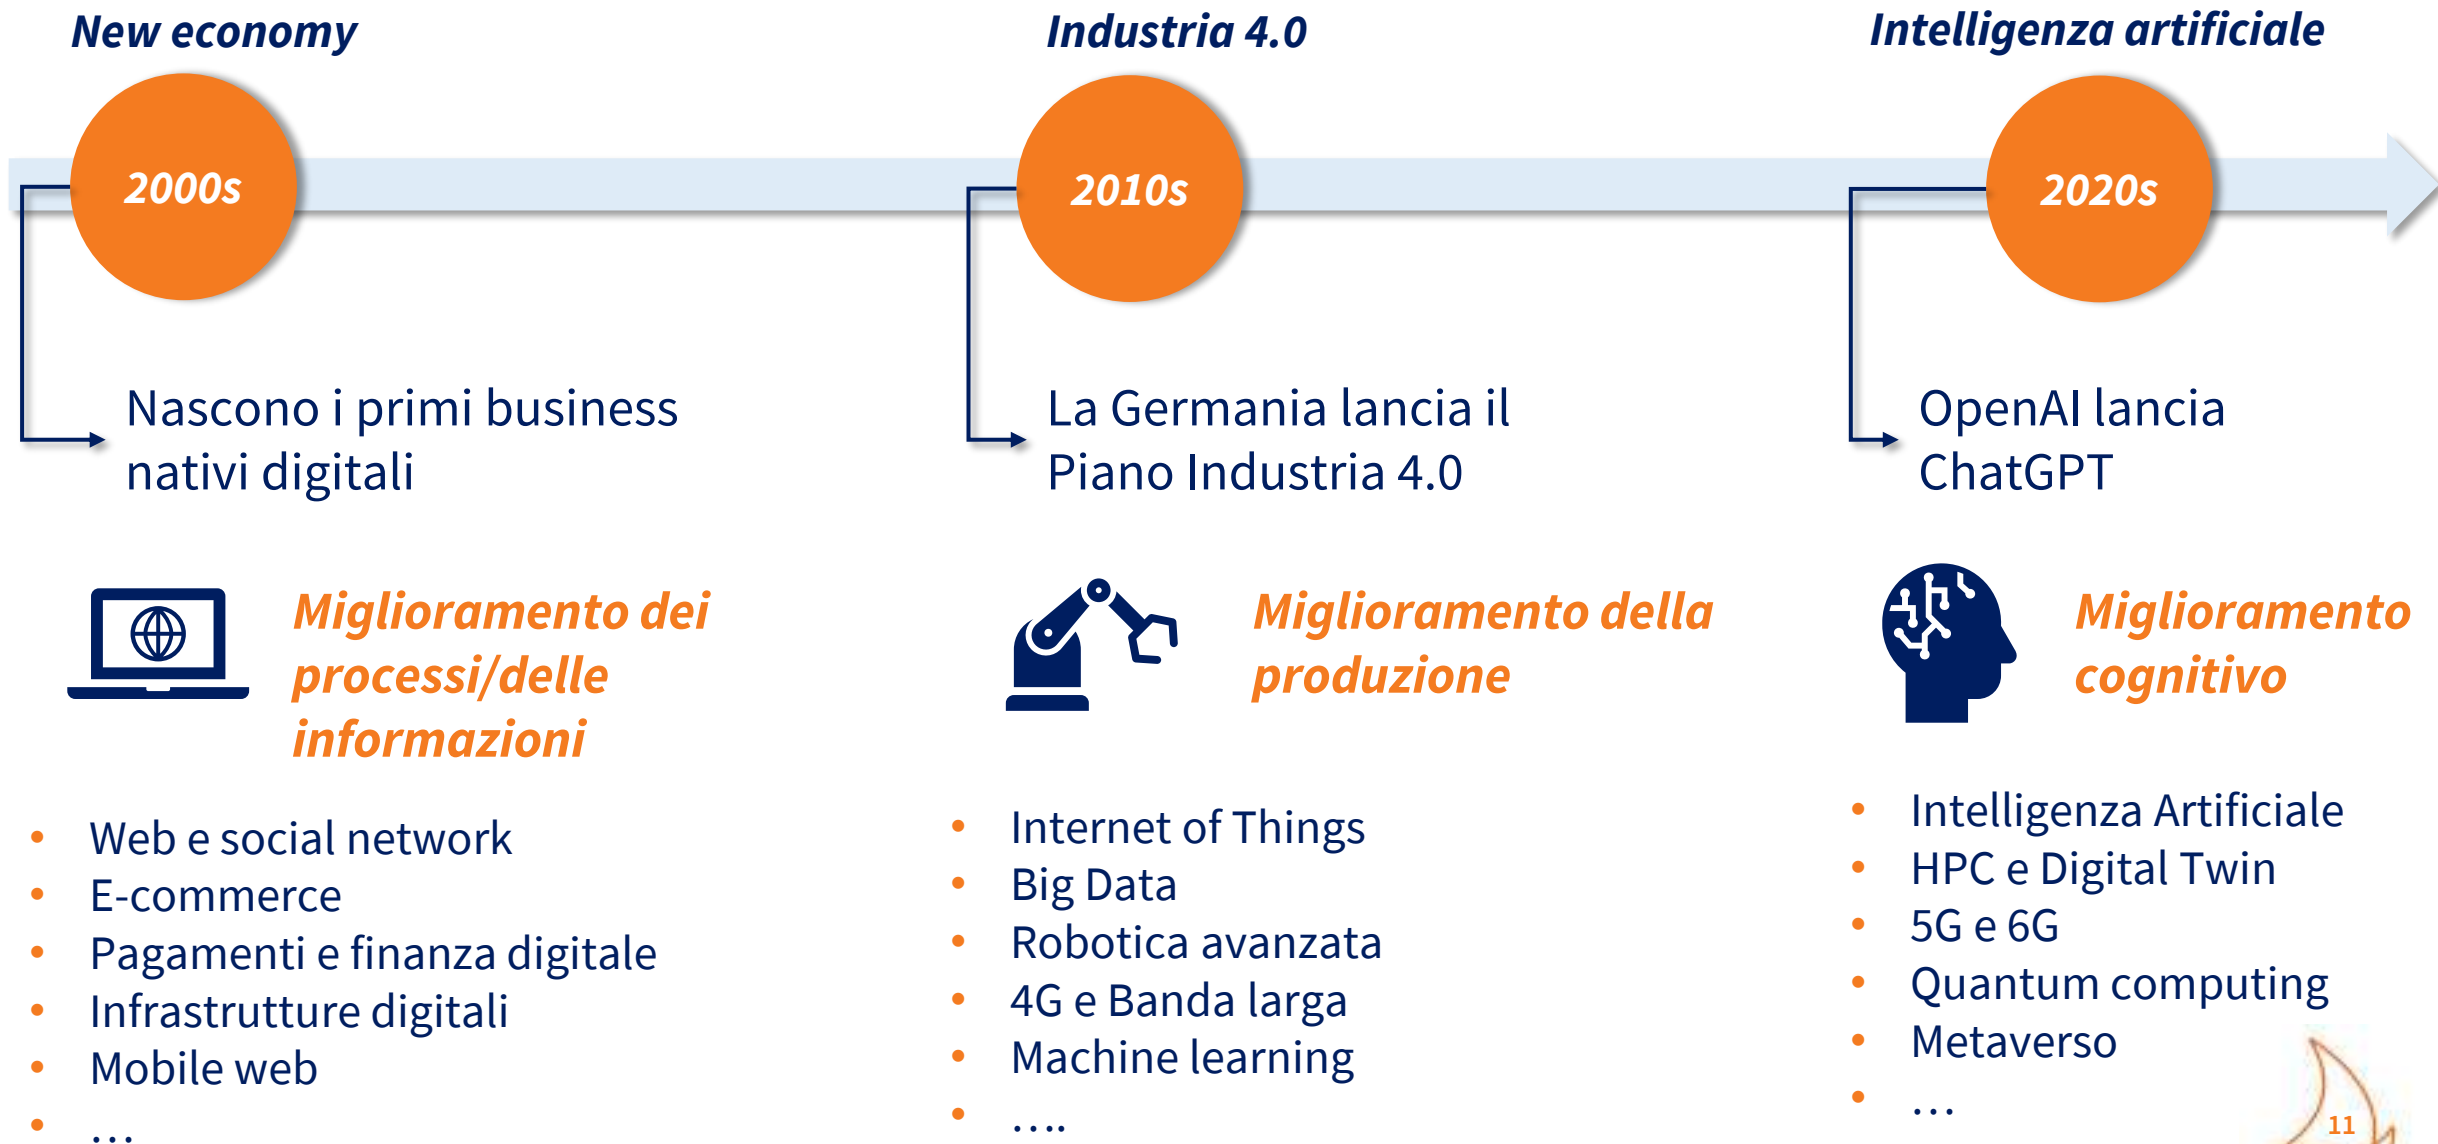 New economy
Industria 4.0
Intelligenza artificiale
2000s
2010s
2020s
Nascono i primi business
nativi digitali
La Germania lancia il
Piano Industria 4.0
OpenAI lancia
ChatGPT
Miglioramento dei
processi/delle
informazioni
Miglioramento della
produzione
Miglioramento
cognitivo
• Web e social network
• E-commerce
• Pagamenti e finanza digitale
• Infrastrutture digitali
• Mobile web
• …
• Internet of Things
• Big Data
• Robotica avanzata
• 4G e Banda larga
• Machine learning
• ….
• Intelligenza Artificiale
• HPC e Digital Twin
• 5G e 6G
• Quantum computing
• Metaverso
• …
11